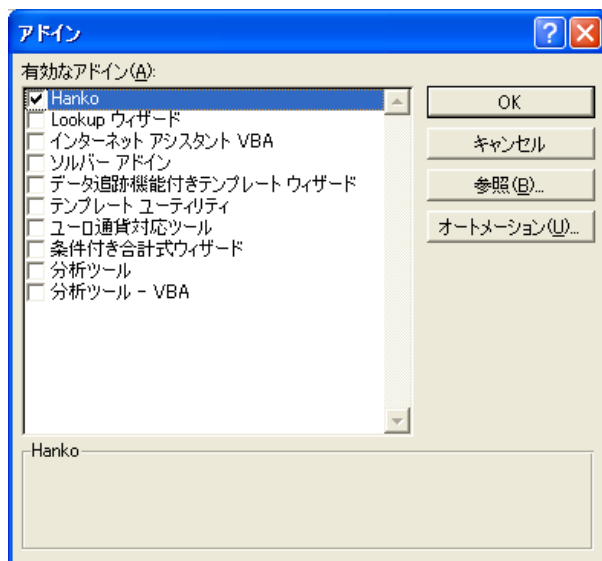 アドイン
有効なアドイン(A):
Hanko
Lookup ウィザード
インターネット アシスタント VBA
ソルバー アドイン
データ追跡機能付きテンプレート ウィザード
テンプレート ユーティリティ
ユーロ通貨対応ツール
条件付き合計式ウィザード
分析ツール
分析ツール - VBA
OK
キャンセル
参照(B)...
オートメーション(U)...
Hanko